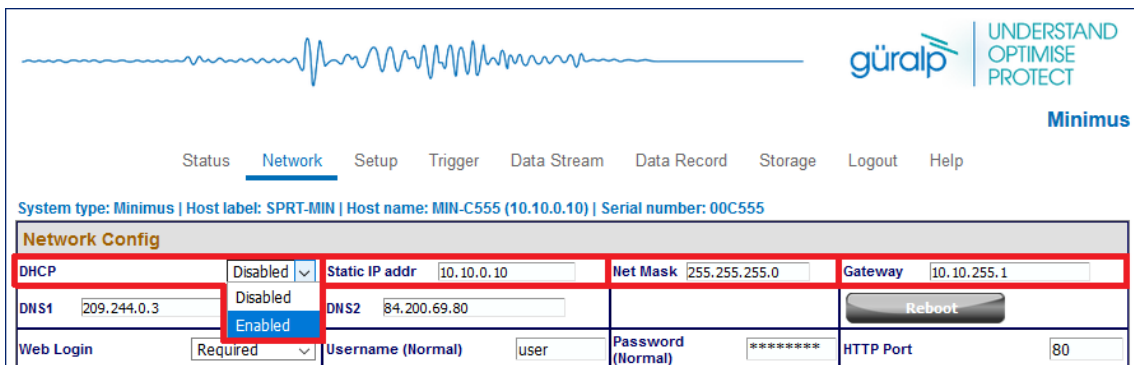 güralp
UNDERSTAND
OPTIMISE
PROTECT
Minimus
Status Network Setup Trigger Data Stream Data Record Storage Logout Help
System type: Minimus | Host label: SPRT-MIN | Host name: MIN-C555 (10.10.0.10) | Serial number: 00C555
Network Config
DHCP Disabled Static IP addr 10.10.0.10 Net Mask 255.255.255.0 Gateway 10.10.255.1
Disabled
Enabled
DNS1 209.244.0.3 DNS2 84.200.69.80 Reboot
Web Login Required Username (Normal) user Password (Normal) ******** HTTP Port 80